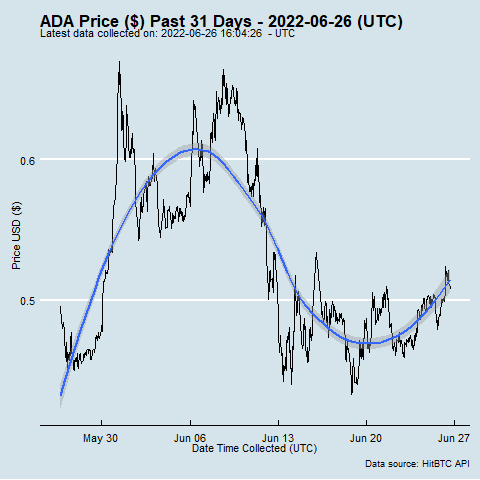 ADA Price ($) Past 31 Days - 2022-06-26 (UTC)
Latest data collected on: 2022-06-26 16:04:26 - UTC
0.6
Price USD ($)
0.5
May 30 Jun 06 Jun 13 Jun 20 Jun 27
Date Time Collected (UTC)
Data source: HitBTC API